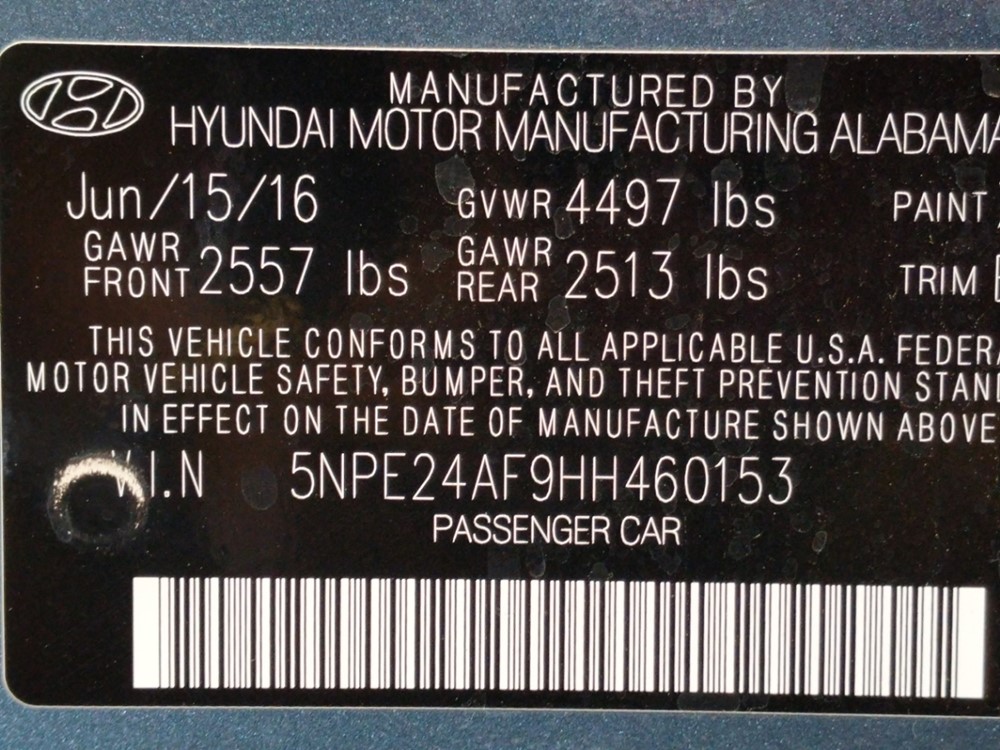 MANUFACTURED BY
HYUNDAI MOTOR MANUFACTURING ALABAMA
Jun/15/16 GVWR 4497 lbs PAINT
GAWR FRONT 2557 lbs GAWR REAR 2513 lbs TRIM
THIS VEHICLE CONFORMS TO ALL APPLICABLE U.S.A. FEDER
MOTOR VEHICLE SAFETY, BUMPER, AND THEFT PREVENTION STAN
IN EFFECT ON THE DATE OF MANUFACTURE SHOWN ABOVE
V.I.N 5NPE24AF9HH460153
PASSENGER CAR